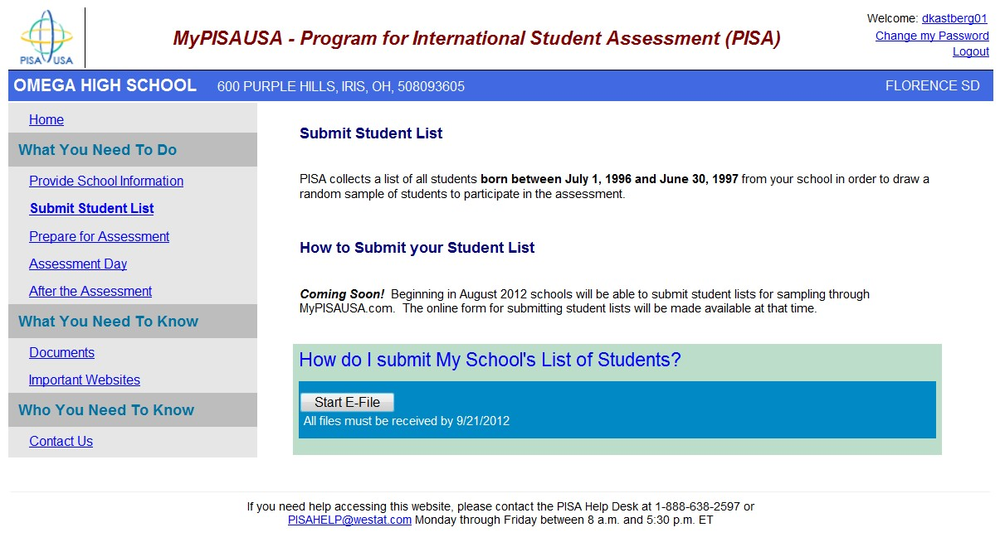 PISA USA
MyPISAUSA - Program for International Student Assessment (PISA)
Welcome: dkastberg01
Change my Password
Logout
OMEGA HIGH SCHOOL 600 PURPLE HILLS, IRIS, OH, 508093605 FLORENCE SD
Home
What You Need To Do
Provide School Information
Submit Student List
Prepare for Assessment
Assessment Day
After the Assessment
What You Need To Know
Documents
Important Websites
Who You Need To Know
Contact Us
Submit Student List
PISA collects a list of all students born between July 1, 1996 and June 30, 1997 from your school in order to draw a
random sample of students to participate in the assessment.
How to Submit your Student List
Coming Soon! Beginning in August 2012 schools will be able to submit student lists for sampling through
MyPISAUSA.com. The online form for submitting student lists will be made available at that time.
How do I submit My School's List of Students?
Start E-File
All files must be received by 9/21/2012
If you need help accessing this website, please contact the PISA Help Desk at 1-888-638-2597 or
PISAHELP@westat.com Monday through Friday between 8 a.m. and 5:30 p.m. ET